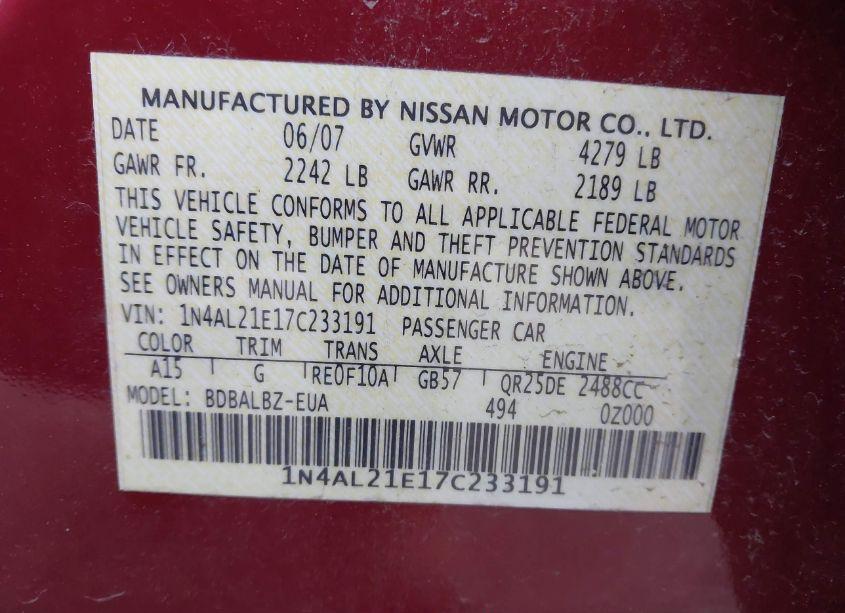 MANUFACTURED BY NISSAN MOTOR CO., LTD.
DATE 06/07 GVWR 4279 LB
GAWR FR. 2242 LB GAWR RR. 2189 LB
THIS VEHICLE CONFORMS TO ALL APPLICABLE FEDERAL MOTOR
VEHICLE SAFETY, BUMPER AND THEFT PREVENTION STANDARDS
IN EFFECT ON THE DATE OF MANUFACTURE SHOWN ABOVE.
SEE OWNERS MANUAL FOR ADDITIONAL INFORMATION.
VIN: 1N4AL21E17C233191 PASSENGER CAR
COLOR TRIM TRANS AXLE ENGINE
A15 G RE0F10A GB57 QR25DE 2488CC
MODEL: BDBALBZ-EUA 494 0Z000
1N4AL21E17C233191